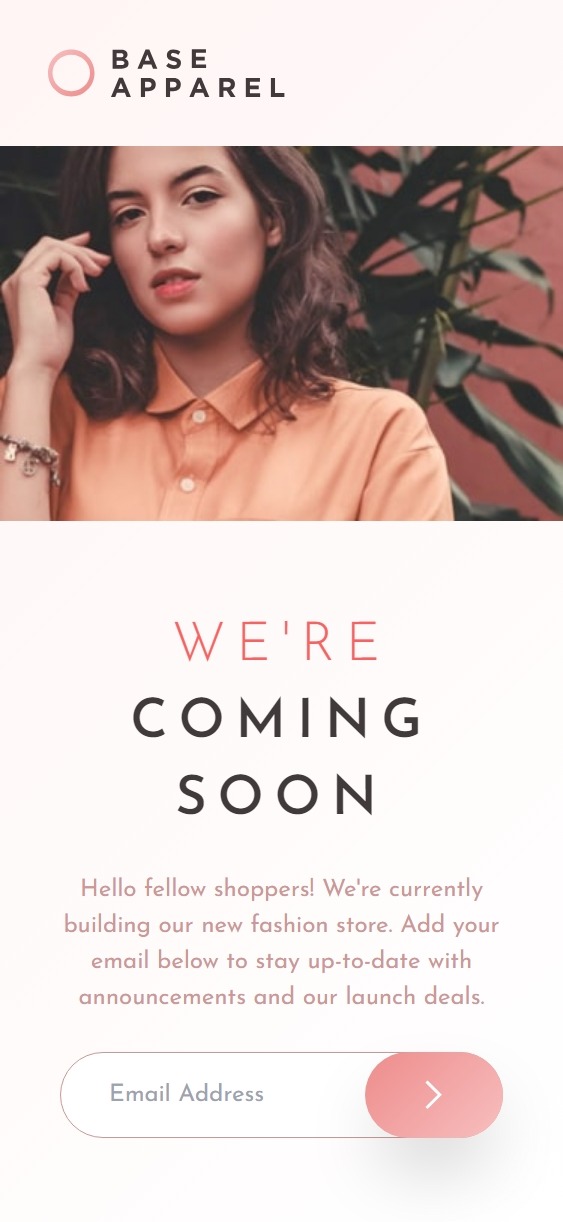 BASE
APPAREL
WE'RE
COMING
SOON
Hello fellow shoppers! We're currently
building our new fashion store. Add your
email below to stay up-to-date with
announcements and our launch deals.
Email Address